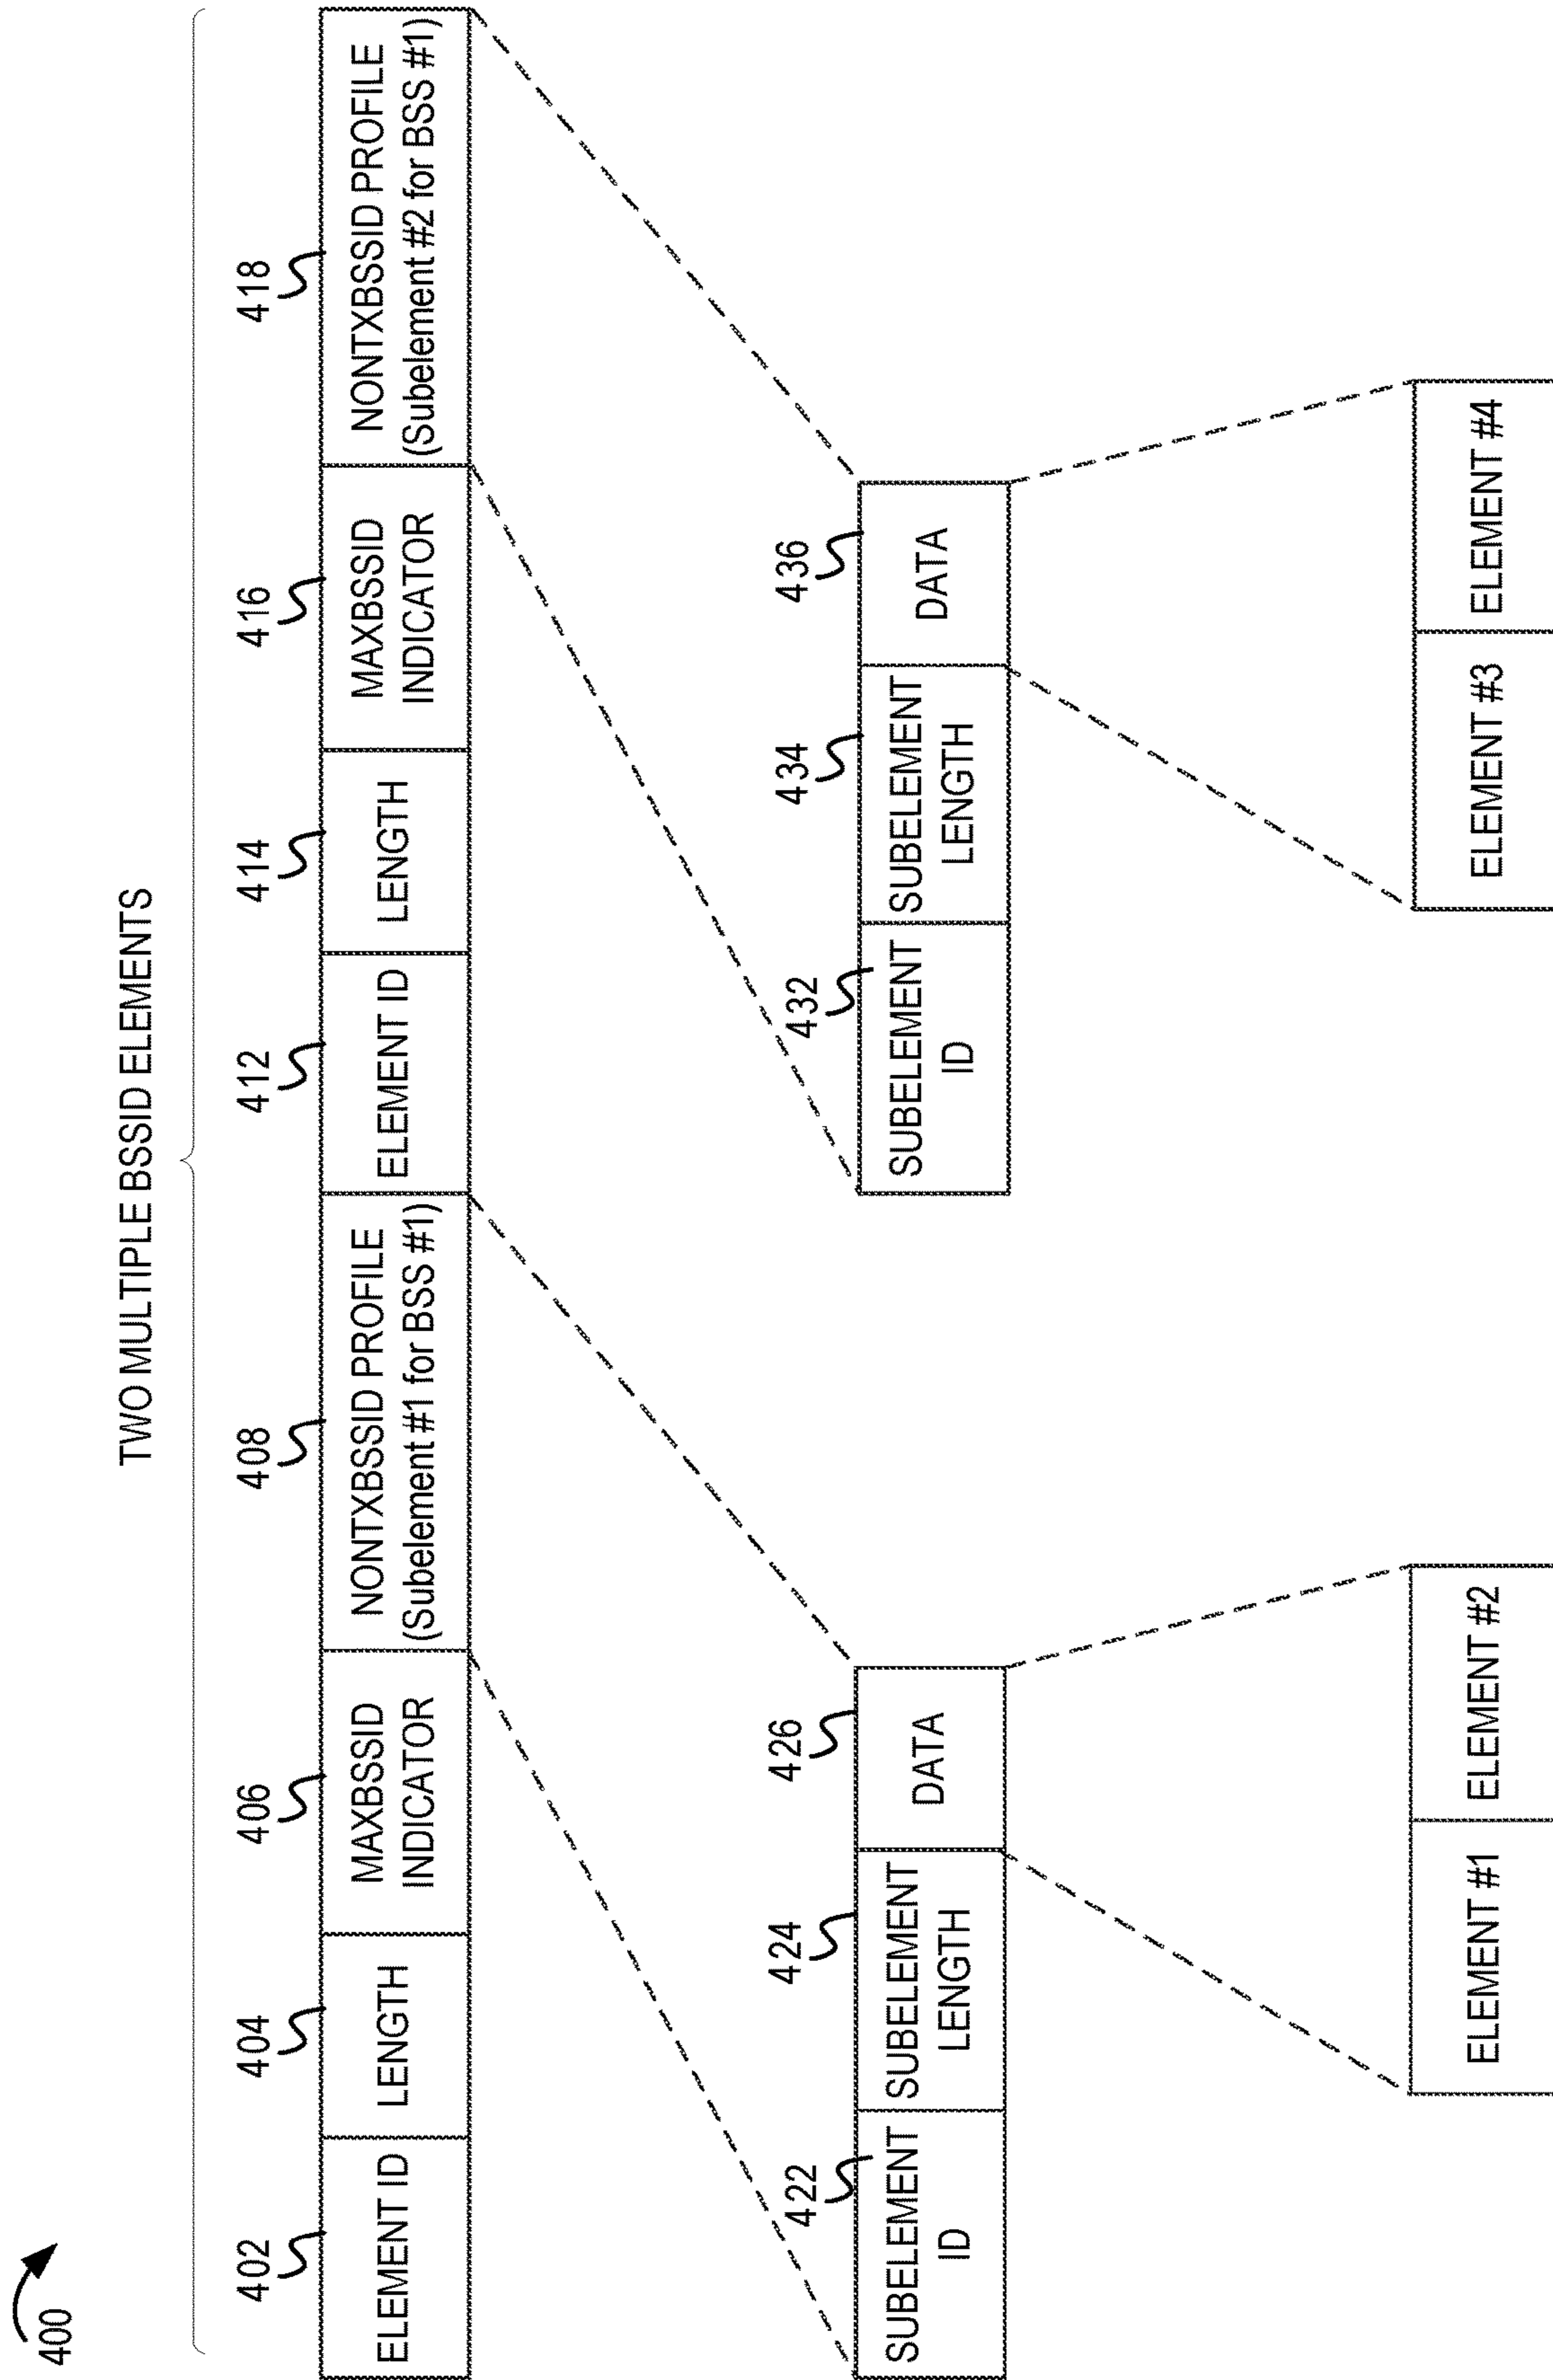 400
TWO MULTIPLE BSSID ELEMENTS
402
404
406
408
412
414
416
418
ELEMENT ID
LENGTH
MAXBSSID
INDICATOR
NONTXBSSID PROFILE
(Subelement #1 for BSS #1)
ELEMENT ID
LENGTH
MAXBSSID
INDICATOR
NONTXBSSID PROFILE
(Subelement #2 for BSS #1)
422
424
426
SUBELEMENT
ID
SUBELEMENT
LENGTH
DATA
432
434
436
SUBELEMENT
ID
SUBELEMENT
LENGTH
DATA
ELEMENT #1
ELEMENT #2
ELEMENT #3
ELEMENT #4